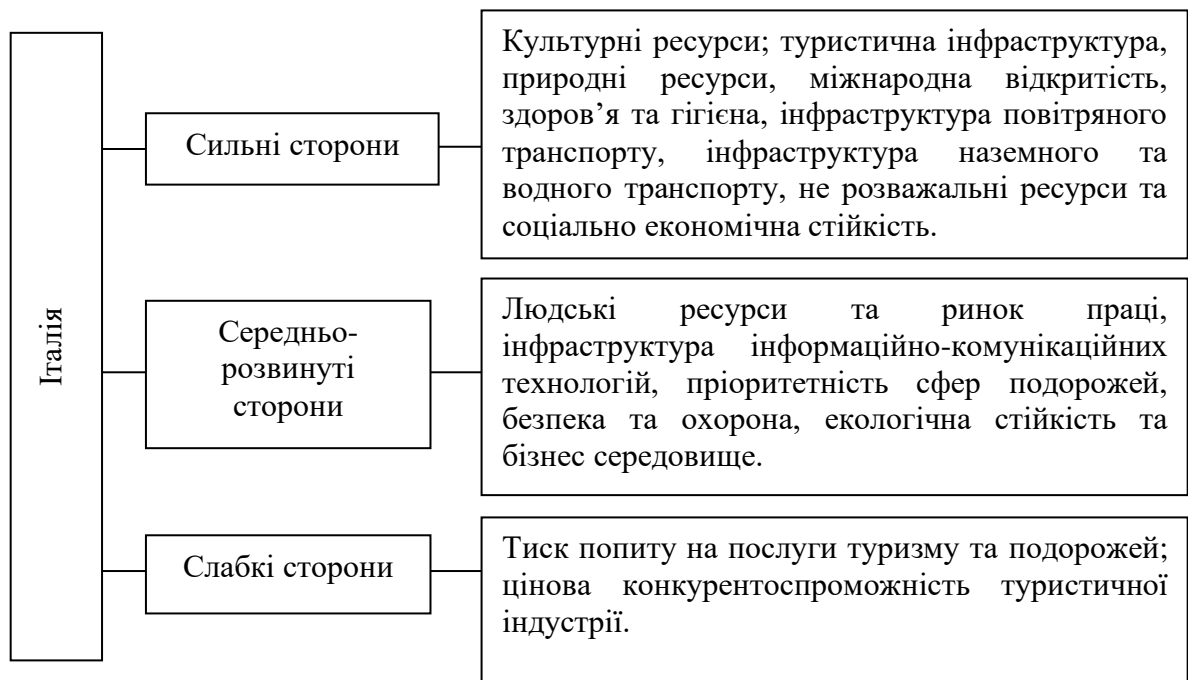 Італія
Сильні сторони
Культурні ресурси; туристична інфраструктура,
природні ресурси, міжнародна відкритість,
здоров’я та гігієна, інфраструктура повітряного
транспорту, інфраструктура наземного та
водного транспорту, не розважальні ресурси та
соціально економічна стійкість.
Середньо-
розвинуті
сторони
Людські ресурси та ринок праці,
інфраструктура інформаційно-комунікаційних
технологій, пріоритетність сфер подорожей,
безпека та охорона, екологічна стійкість та
бізнес середовище.
Слабкі сторони
Тиск попиту на послуги туризму та подорожей;
цінова конкурентоспроможність туристичної
індустрії.